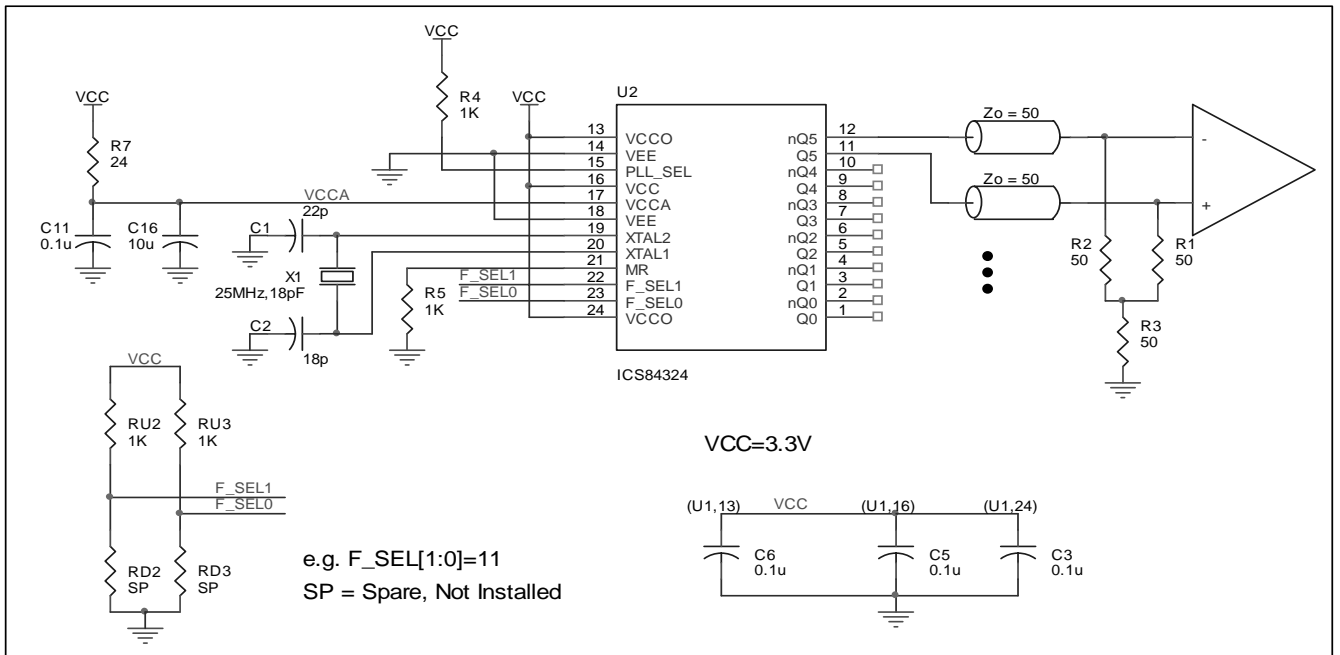 VCC
R4
1K
VCC
R7
24
VCC
U2
ICS84324
VCCA
C11
0.1u
C16
10u
C1
22p
X1
25MHz,18pF
C2
18p
R5
1K
F_SEL1
F_SEL0
13 VCCO
14 VEE
15 PLL_SEL
16 VCC
17 VCCA
18 VEE
19 XTAL2
20 XTAL1
21 MR
22 F_SEL1
23 F_SEL0
24 VCCO
nQ5 12
Q5 11
nQ4 10
Q4 9
nQ3 8
Q3 7
nQ2 6
Q2 5
nQ1 4
Q1 3
nQ0 2
Q0 1
Zo = 50
Zo = 50
-
+
R2
50
R1
50
R3
50
VCC
RU2
1K
RU3
1K
F_SEL1
F_SEL0
RD2
SP
RD3
SP
e.g. F_SEL[1:0]=11
SP = Spare, Not Installed
VCC=3.3V
(U1,13) VCC (U1,16) (U1,24)
C6
0.1u
C5
0.1u
C3
0.1u